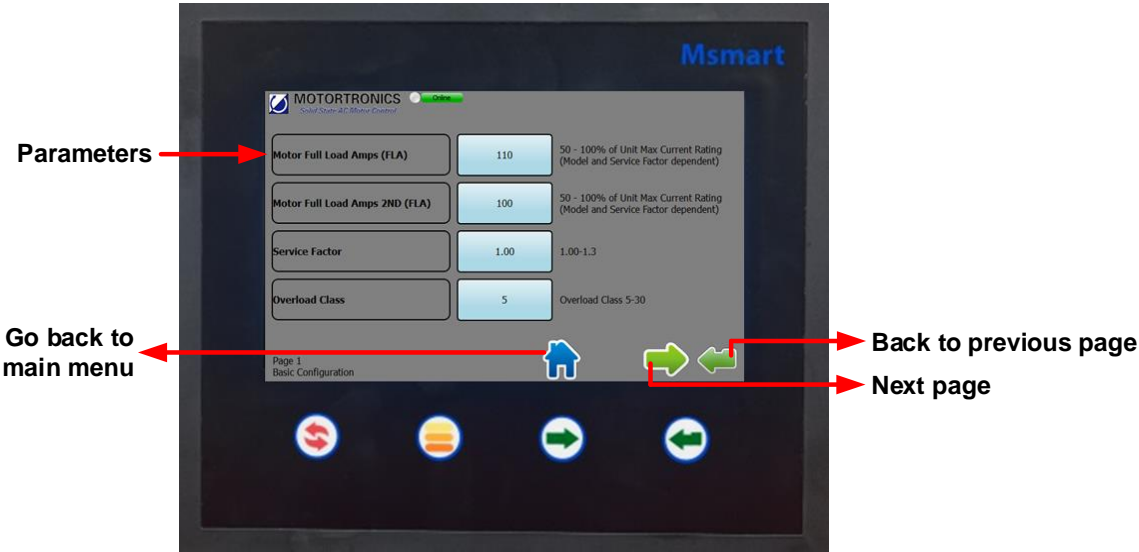 Msmart
MOTORTRONICS
Solid State AC Motor Control
Online
Parameters
Motor Full Load Amps (FLA)
110
50 - 100% of Unit Max Current Rating
(Model and Service Factor dependent)
Motor Full Load Amps 2ND (FLA)
100
50 - 100% of Unit Max Current Rating
(Model and Service Factor dependent)
Service Factor
1.00
1.00-1.3
Overload Class
5
Overload Class 5-30
Go back to
main menu
Page 1
Basic Configuration
Back to previous page
Next page